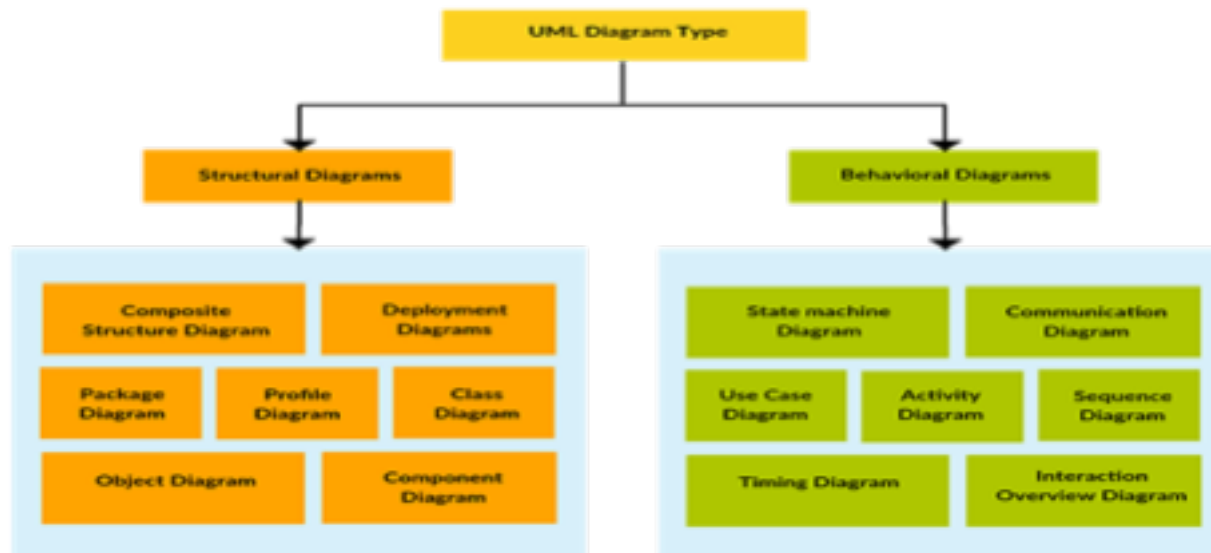 UML Diagram Type
Structural Diagrams
Behavioral Diagrams
Composite
Structure Diagram
Deployment
Diagrams
Package
Diagram
Profile
Diagram
Class
Diagram
Object Diagram
Component
Diagram
State machine
Diagram
Communication
Diagram
Use Case
Diagram
Activity
Diagram
Sequence
Diagram
Timing Diagram
Interaction
Overview Diagram